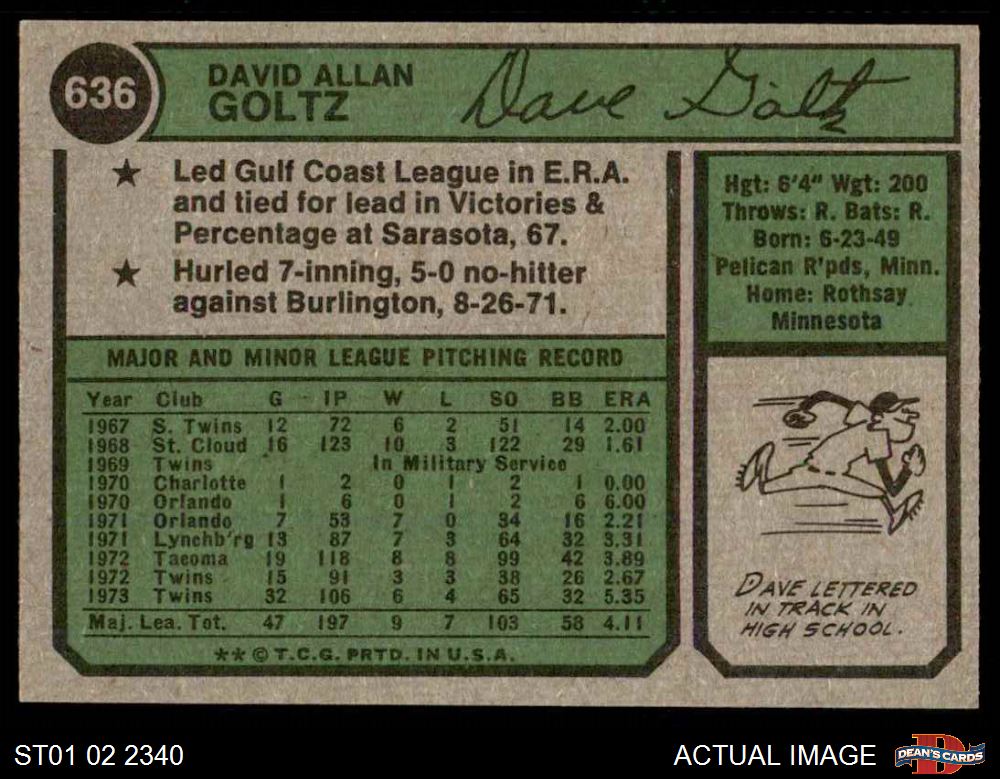 636
DAVID ALLAN
GOLTZ
Dave Goltz
★ Led Gulf Coast League in E.R.A.
and tied for lead in Victories &
Percentage at Sarasota, 67.
★ Hurled 7-inning, 5-0 no-hitter
against Burlington, 8-26-71.
Hgt: 6'4" Wgt: 200
Throws: R. Bats: R.
Born: 6-23-49
Pelican R'pds, Minn.
Home: Rothsay
Minnesota
MAJOR AND MINOR LEAGUE PITCHING RECORD
Year Club G IP W L SO BB ERA
1967 S. Twins 12 72 6 2 51 14 2.00
1968 St. Cloud 16 123 10 3 122 29 1.61
1969 Twins In Military Service
1970 Charlotte 1 2 0 1 2 1 0.00
1970 Orlando 1 6 0 1 2 6 6.00
1971 Orlando 7 53 7 0 34 16 2.21
1971 Lynchb'rg 13 87 7 3 64 32 3.31
1972 Tacoma 19 118 8 8 99 42 3.89
1972 Twins 15 91 3 3 38 26 2.67
1973 Twins 32 106 6 4 65 32 5.35
Maj. Lea. Tot. 47 197 9 7 103 58 4.11
** © T.C.G. PRTD. IN U.S.A.
DAVE LETTERED
IN TRACK IN
HIGH SCHOOL.
ST01 02 2340
ACTUAL IMAGE
D
DEAN'S CARDS